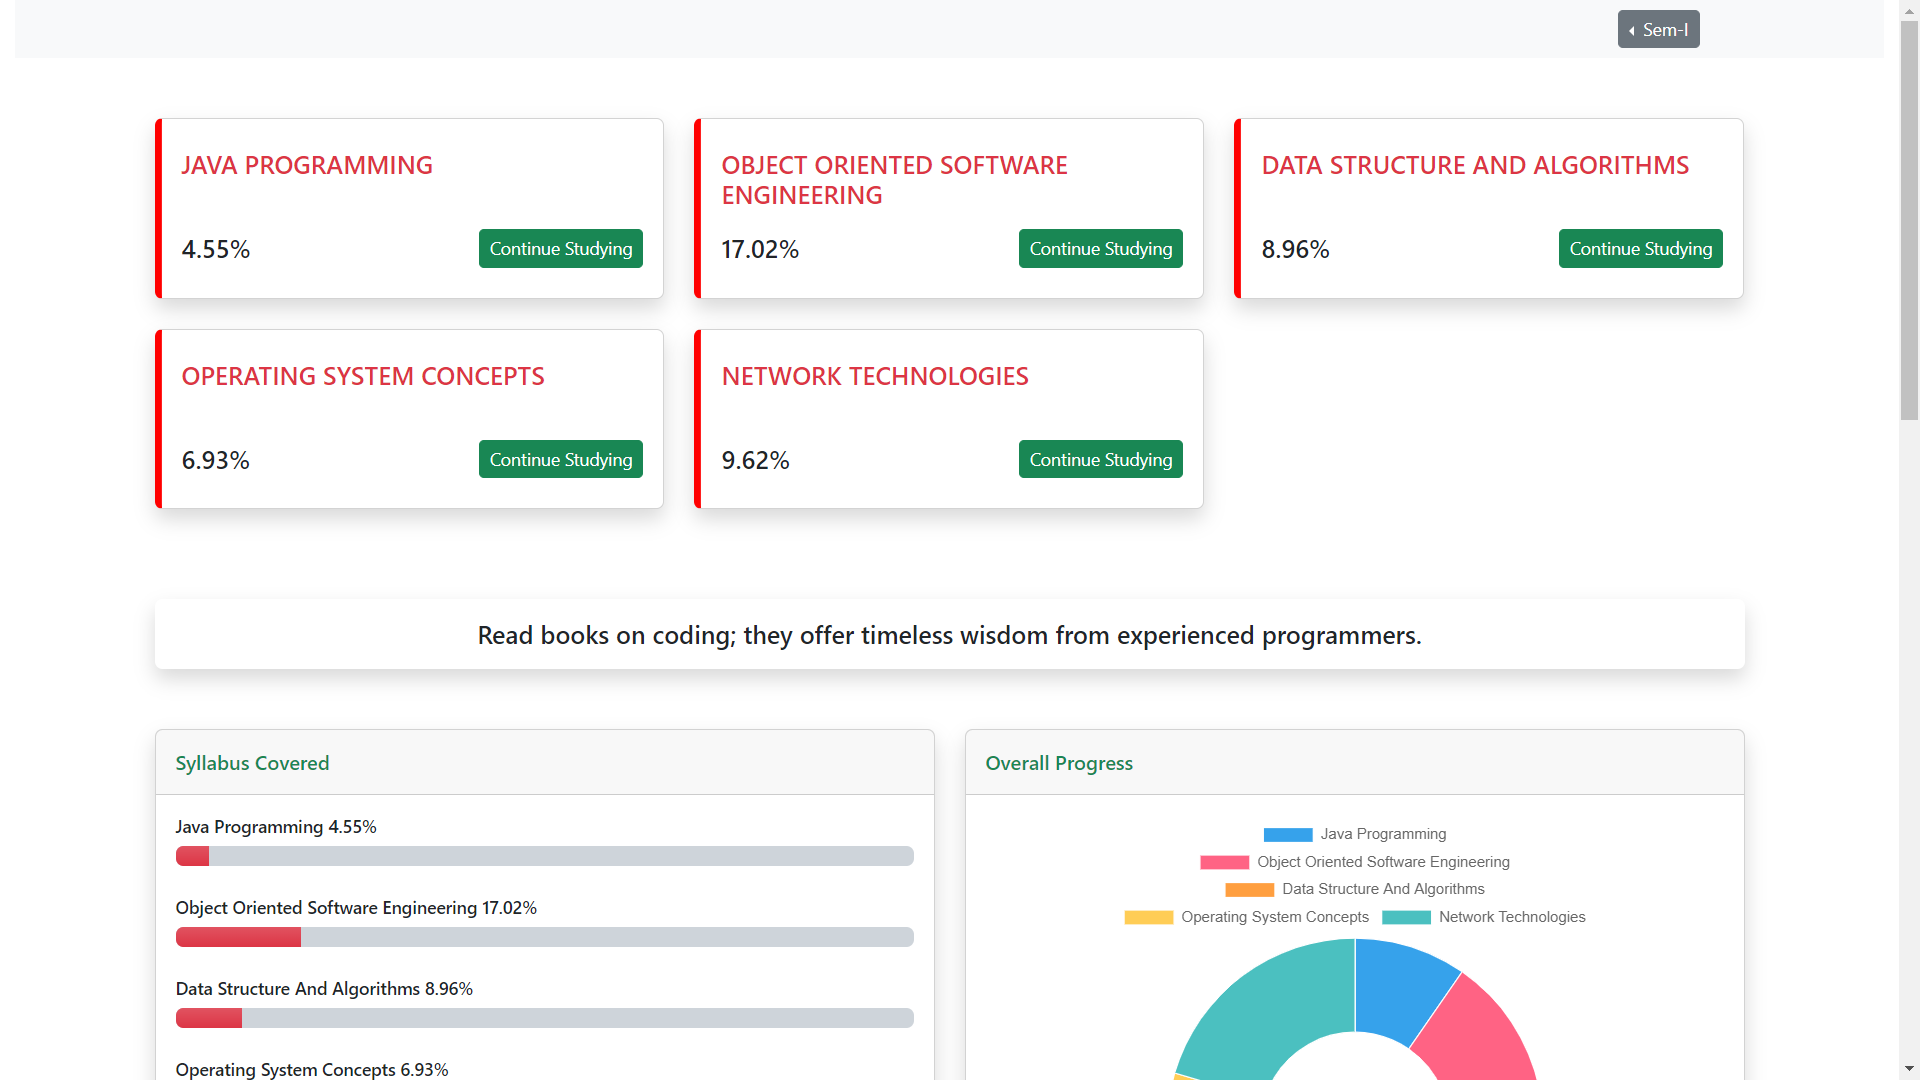 Sem-I
JAVA PROGRAMMING
4.55%
Continue Studying
OBJECT ORIENTED SOFTWARE
ENGINEERING
17.02%
Continue Studying
DATA STRUCTURE AND ALGORITHMS
8.96%
Continue Studying
OPERATING SYSTEM CONCEPTS
6.93%
Continue Studying
NETWORK TECHNOLOGIES
9.62%
Continue Studying
Read books on coding; they offer timeless wisdom from experienced programmers.
Syllabus Covered
Java Programming 4.55%
Object Oriented Software Engineering 17.02%
Data Structure And Algorithms 8.96%
Operating System Concepts 6.93%
Overall Progress
Java Programming
Object Oriented Software Engineering
Data Structure And Algorithms
Operating System Concepts
Network Technologies